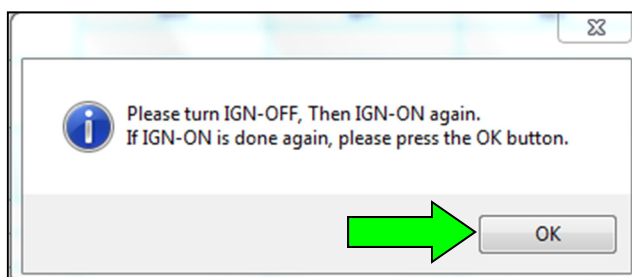 Please turn IGN-OFF, Then IGN-ON again.
If IGN-ON is done again, please press the OK button.
OK